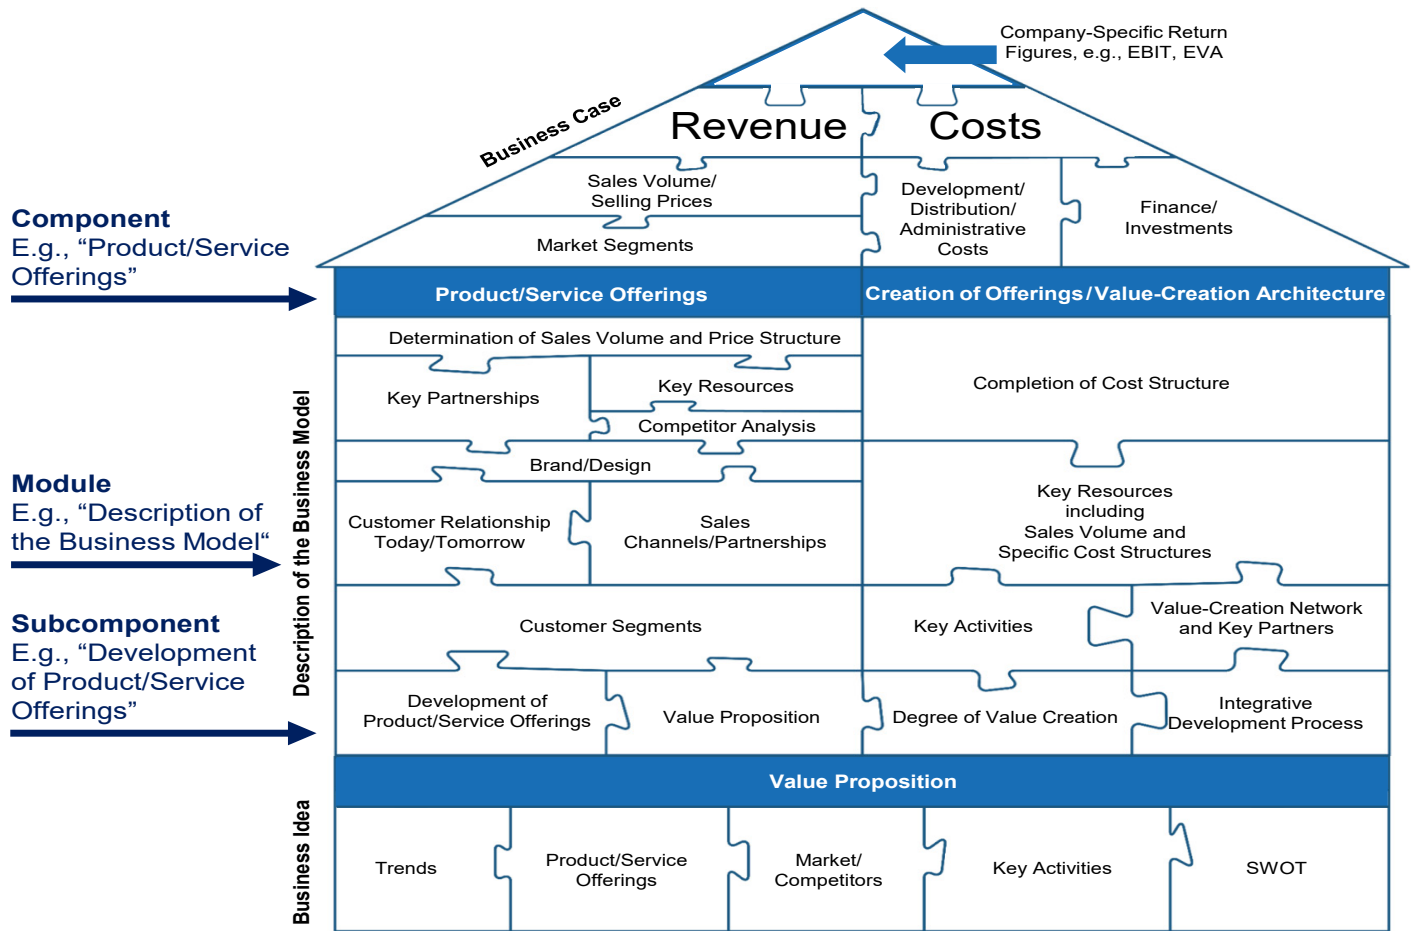 Company-Specific Return
Figures, e.g., EBIT, EVA
Business Case
Revenue
Costs
Sales Volume/
Selling Prices
Development/
Distribution/
Administrative
Costs
Finance/
Investments
Market Segments
Component
E.g., “Product/Service
Offerings”
Product/Service Offerings
Creation of Offerings/Value-Creation Architecture
Determination of Sales Volume and Price Structure
Key Partnerships
Key Resources
Competitor Analysis
Completion of Cost Structure
Description of the Business Model
Brand/Design
Module
E.g., “Description of
the Business Model“
Customer Relationship
Today/Tomorrow
Sales
Channels/Partnerships
Key Resources
including
Sales Volume and
Specific Cost Structures
Subcomponent
E.g., “Development
of Product/Service
Offerings”
Customer Segments
Key Activities
Value-Creation Network
and Key Partners
Development of
Product/Service Offerings
Value Proposition
Degree of Value Creation
Integrative
Development Process
Value Proposition
Business Idea
Trends
Product/Service
Offerings
Market/
Competitors
Key Activities
SWOT